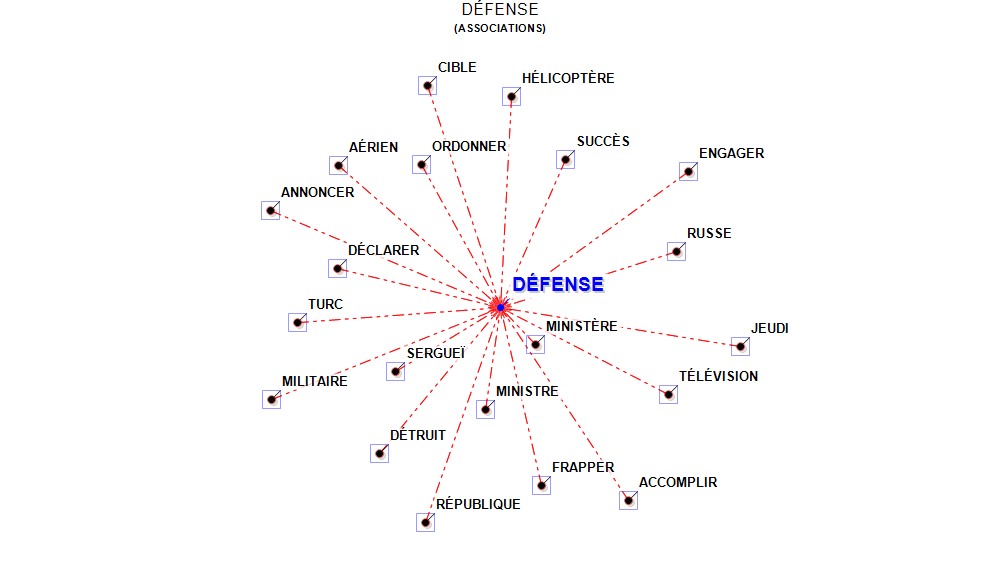 DÉFENSE
(ASSOCIATIONS)
CIBLE
HÉLICOPTÈRE
SUCCÈS
ORDONNER
AÉRIEN
ENGAGER
ANNONCER
RUSSE
DÉCLARER
DÉFENSE
TURC
MINISTÈRE
JEUDI
SERGUEÏ
TÉLÉVISION
MILITAIRE
MINISTRE
DÉTRUIT
FRAPPER
ACCOMPLIR
RÉPUBLIQUE